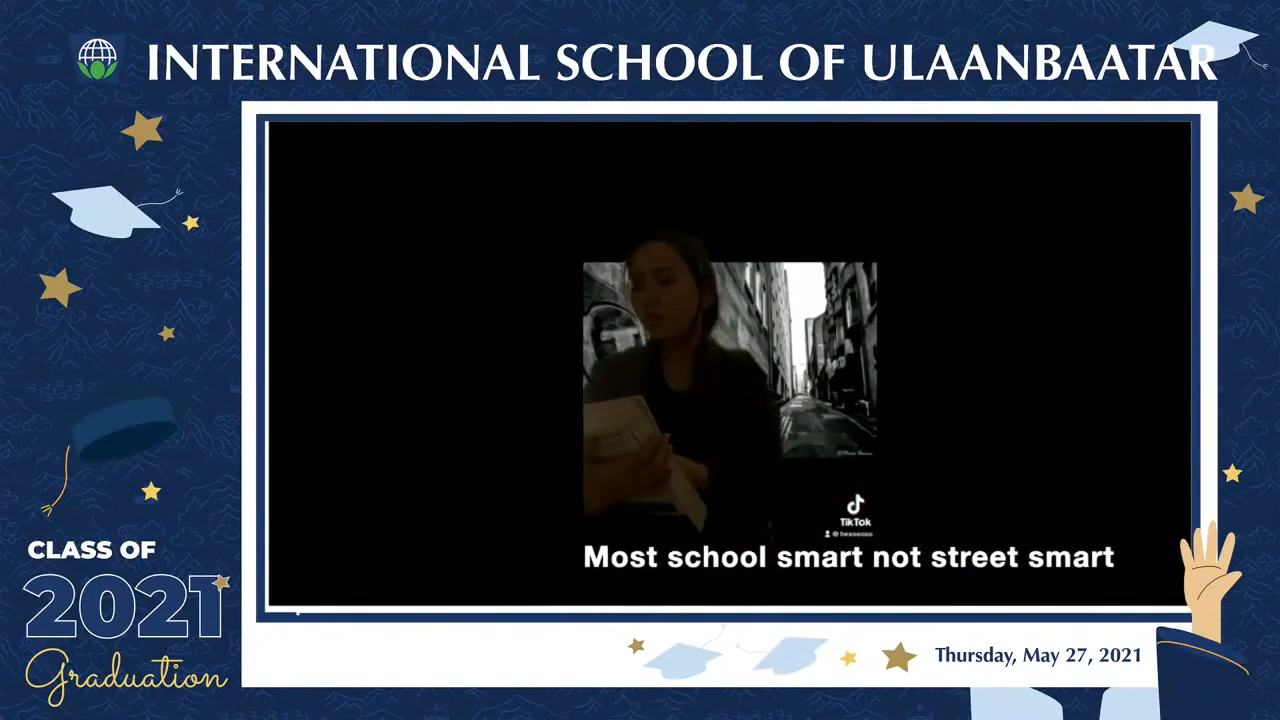 INTERNATIONAL SCHOOL OF ULAANBAATAR
TikTok
Most school smart not street smart
CLASS OF
2021
Graduation
Thursday, May 27, 2021